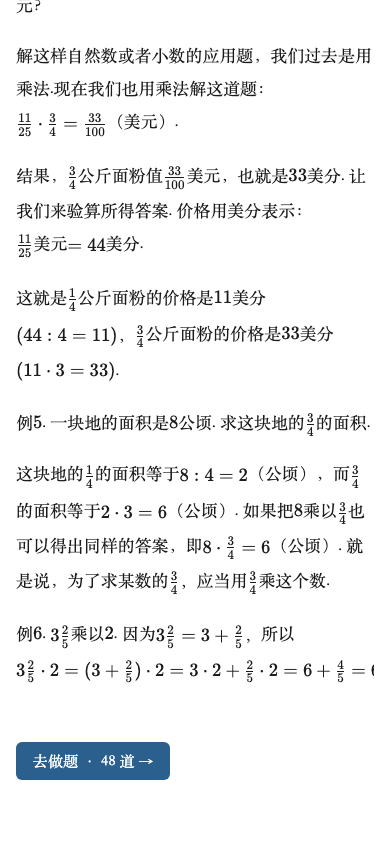 元?
解这样自然数或者小数的应用题，我们过去是用
乘法.现在我们也用乘法解这道题：
11/25 · 3/4 = 33/100（美元）.
结果，3/4公斤面粉值33/100美元，也就是33美分. 让
我们来验算所得答案. 价格用美分表示：
11/25美元= 44美分.
这就是1/4公斤面粉的价格是11美分
(44 : 4 = 11)，3/4公斤面粉的价格是33美分
(11 · 3 = 33).
例5. 一块地的面积是8公顷. 求这块地的3/4的面积.
这块地的1/4的面积等于8 : 4 = 2（公顷），而3/4
的面积等于2 · 3 = 6（公顷）. 如果把8乘以3/4也
可以得出同样的答案，即8 · 3/4 = 6（公顷）. 就
是说，为了求某数的3/4，应当用3/4乘这个数.
例6. 3 2/5乘以2. 因为3 2/5 = 3 + 2/5，所以
3 2/5 · 2 = (3 + 2/5) · 2 = 3 · 2 + 2/5 · 2 = 6 + 4/5 =
去做题 · 48 道 →